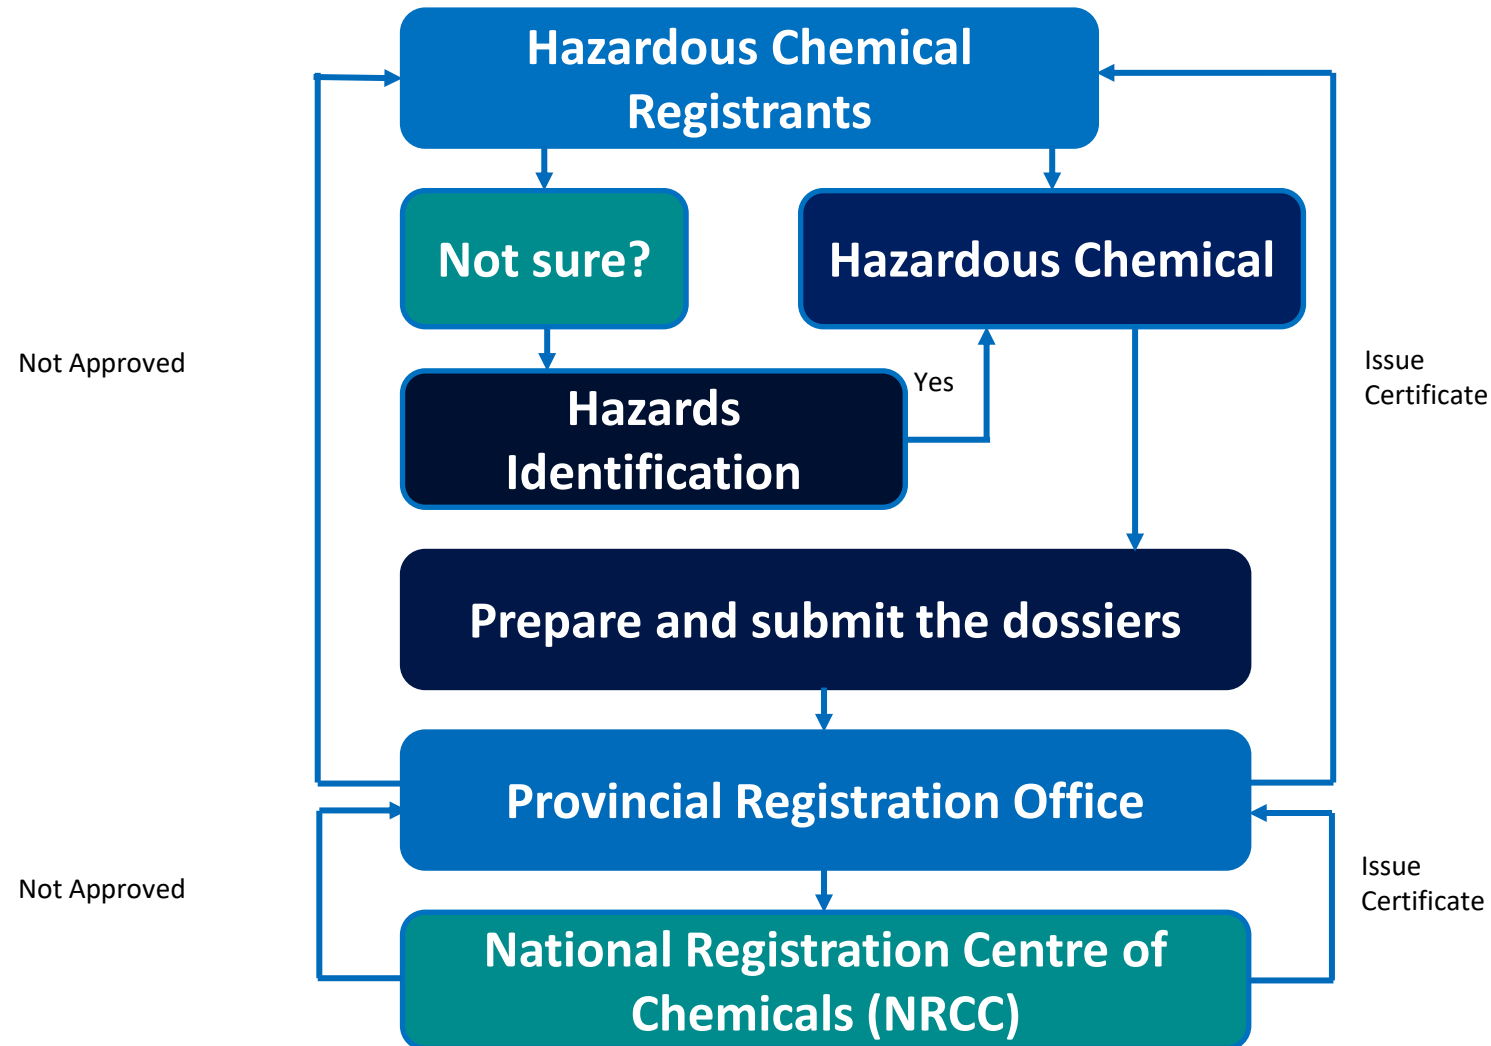 Hazardous Chemical
Registrants
Not sure?
Hazardous Chemical
Not Approved
Issue
Certificate
Yes
Hazards
Identification
Prepare and submit the dossiers
Provincial Registration Office
Not Approved
Issue
Certificate
National Registration Centre of
Chemicals (NRCC)